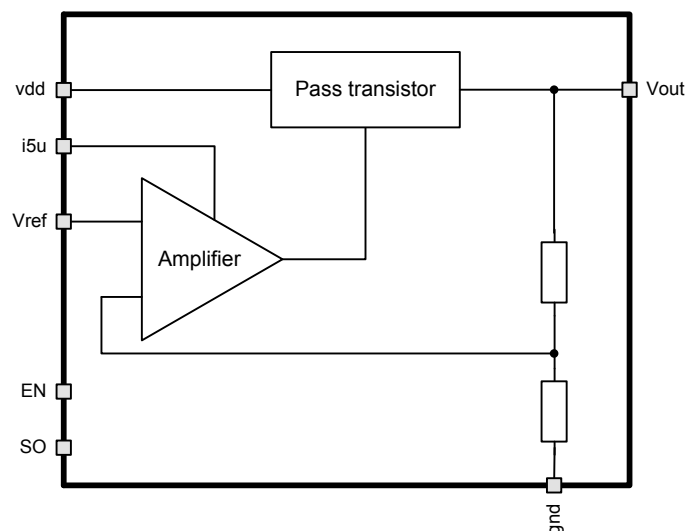 vdd
Pass transistor
Vout
i5u
Vref
Amplifier
EN
SO
gnd